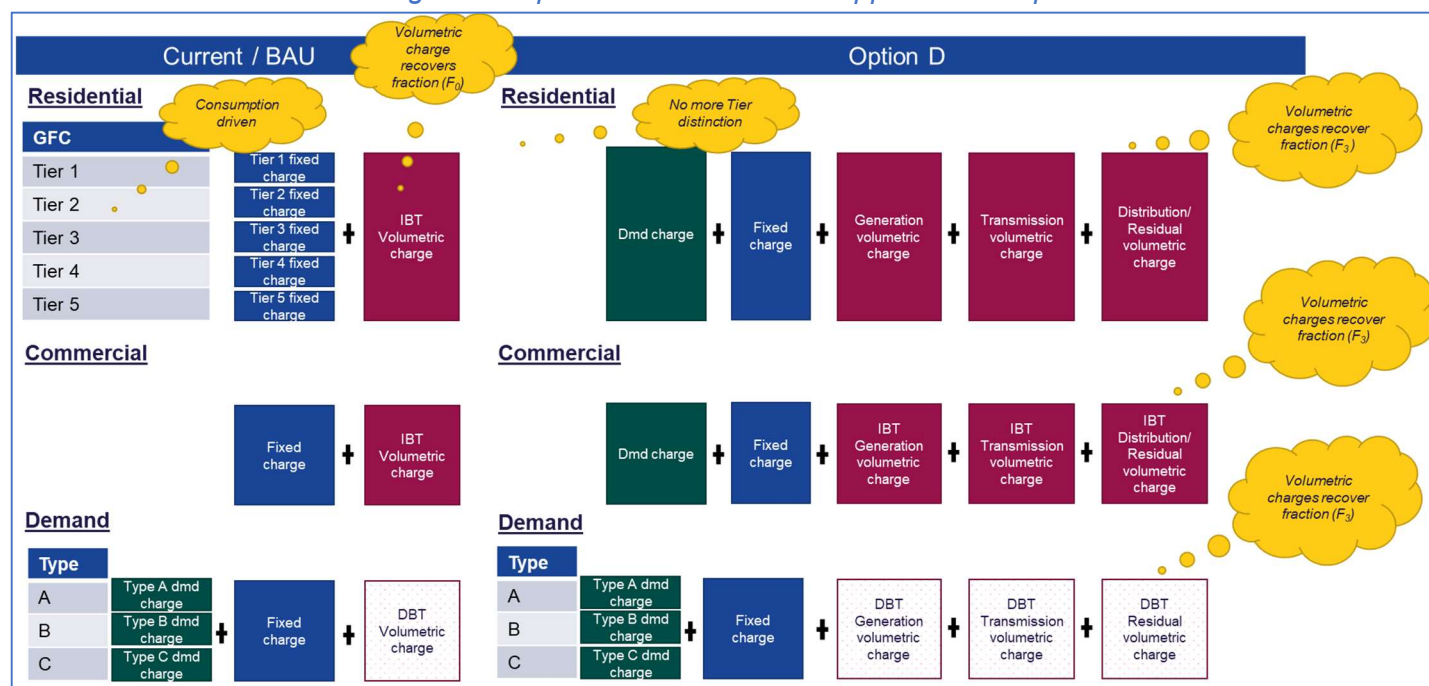 Current / BAU
Option D
Volumetric
charge
recovers
fraction (F0)
Residential
Consumption
driven
GFC
Tier 1
Tier 2
Tier 3
Tier 4
Tier 5
Tier 1 fixed
charge
Tier 2 fixed
charge
Tier 3 fixed
charge
Tier 4 fixed
charge
Tier 5 fixed
charge
+
IBT
Volumetric
charge
Residential
No more Tier
distinction
Volumetric
charges recover
fraction (F3)
Dmd charge
+
Fixed
charge
+
Generation
volumetric
charge
+
Transmission
volumetric
charge
+
Distribution/
Residual
volumetric
charge
Commercial
Fixed
charge
+
IBT
Volumetric
charge
Commercial
Volumetric
charges recover
fraction (F3)
Dmd charge
+
Fixed
charge
+
IBT
Generation
volumetric
charge
+
IBT
Transmission
volumetric
charge
+
IBT
Distribution/
Residual
volumetric
charge
Demand
Type
A
B
C
Type A dmd
charge
Type B dmd
charge
Type C dmd
charge
+
Fixed
charge
+
DBT
Volumetric
charge
Demand
Volumetric
charges recover
fraction (F3)
Type
A
B
C
Type A dmd
charge
Type B dmd
charge
Type C dmd
charge
+
Fixed
charge
+
DBT
Generation
volumetric
charge
+
DBT
Transmission
volumetric
charge
+
DBT
Residual
volumetric
charge